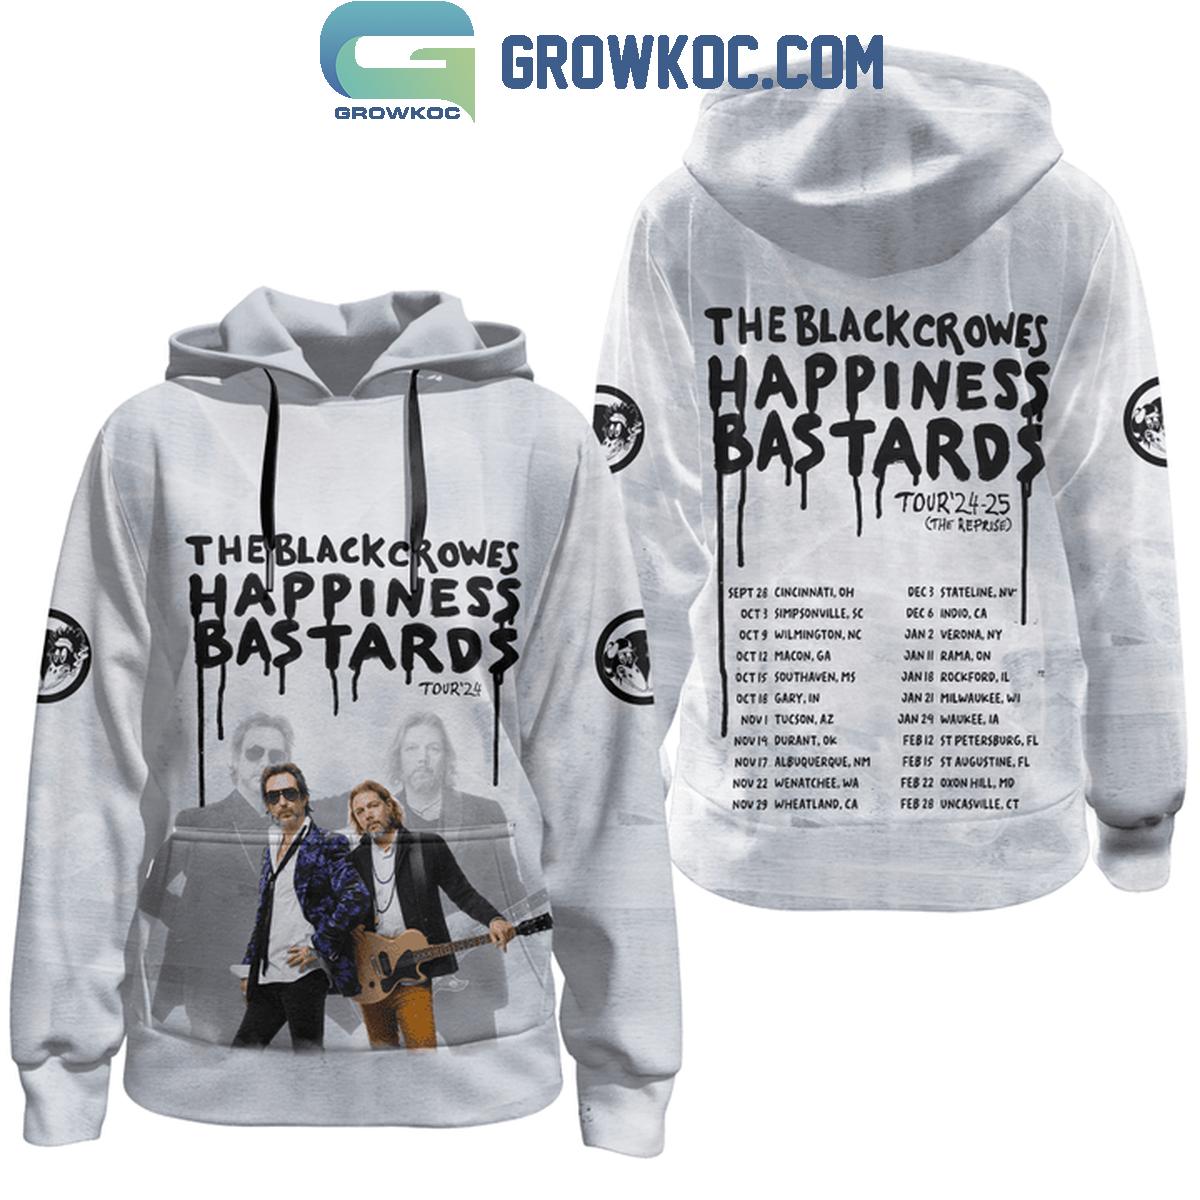 GROWKOC
GROWKOC.COM
THE BLACK CROWES
HAPPINESS
BASTARDS
TOUR'24
THE BLACK CROWES
HAPPINESS
BASTARDS
TOUR'24-25
(THE REPRISE)
SEPT 28 CINCINNATI, OH
OCT 3 SIMPSONVILLE, SC
OCT 9 WILMINGTON, NC
OCT 12 MACON, GA
OCT 15 SOUTHAVEN, MS
OCT 18 GARY, IN
NOV 1 TUCSON, AZ
NOV 14 DURANT, OK
NOV 17 ALBUQUERQUE, NM
NOV 22 WENATCHEE, WA
NOV 29 WHEATLAND, CA
DEC 3 STATELINE, NV
DEC 6 INDIO, CA
JAN 2 VERONA, NY
JAN 11 RAMA, ON
JAN 18 ROCKFORD, IL
JAN 21 MILWAUKEE, WI
JAN 24 WAUKEE, IA
FEB 12 ST PETERSBURG, FL
FEB 15 ST AUGUSTINE, FL
FEB 22 OXON HILL, MD
FEB 28 UNCASVILLE, CT